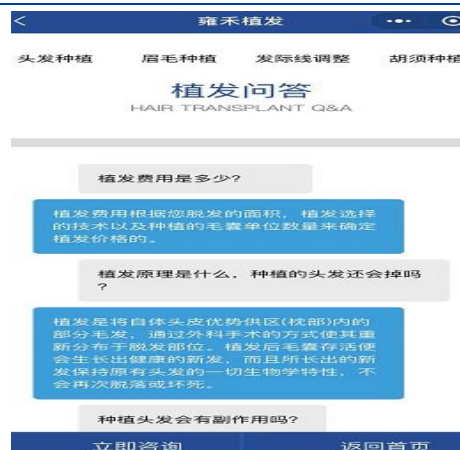 雍禾植发
头发种植 眉毛种植 发际线调整 胡须种植
植发问答
HAIR TRANSPLANT Q&A
植发费用是多少?
植发费用根据您脱发的面积，植发选择
的技术以及种植的毛囊单位数量来确定
植发价格的。
植发原理是什么，种植的头发还会掉吗
?
植发是将自体头皮优势供区(枕部)内的
部分毛发，通过外科手术的方式使其重
新分布于脱发部位。植发后毛囊存活便
会生长出健康的新发，而且所长出的新
发保持原有头发的一切生物学特性，不
会再次脱落或坏死。
种植头发会有副作用吗?
立即咨询 返回首页